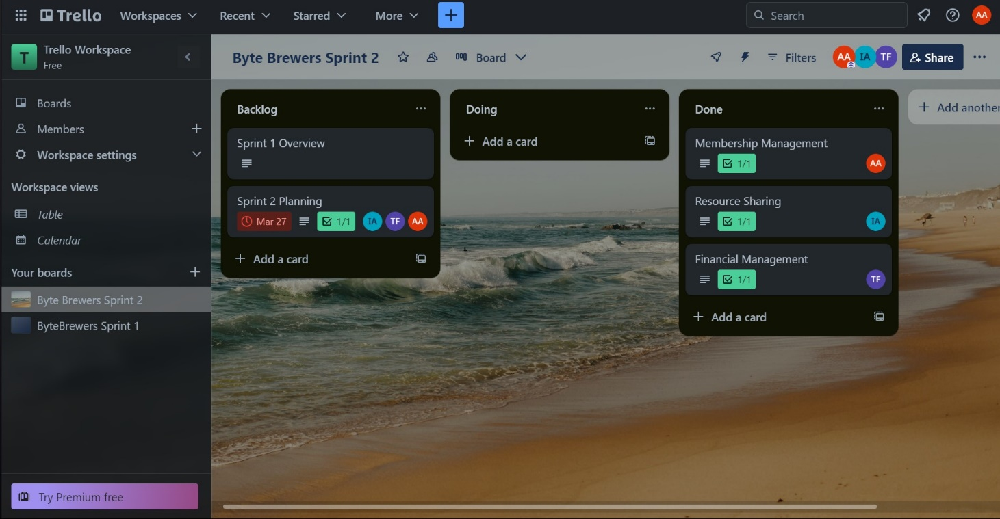 Trello
Workspaces
Recent
Starred
More
Search
AA
T
Trello Workspace
Free
Boards
Members
Workspace settings
Workspace views
Table
Calendar
Your boards
Byte Brewers Sprint 2
ByteBrewers Sprint 1
Try Premium free
Byte Brewers Sprint 2
Board
Filters
AA
IA
TF
Share
Backlog
Sprint 1 Overview
Sprint 2 Planning
Mar 27
1/1
IA
TF
AA
Add a card
Doing
Add a card
Done
Membership Management
1/1
AA
Resource Sharing
1/1
IA
Financial Management
1/1
TF
Add a card
Add another